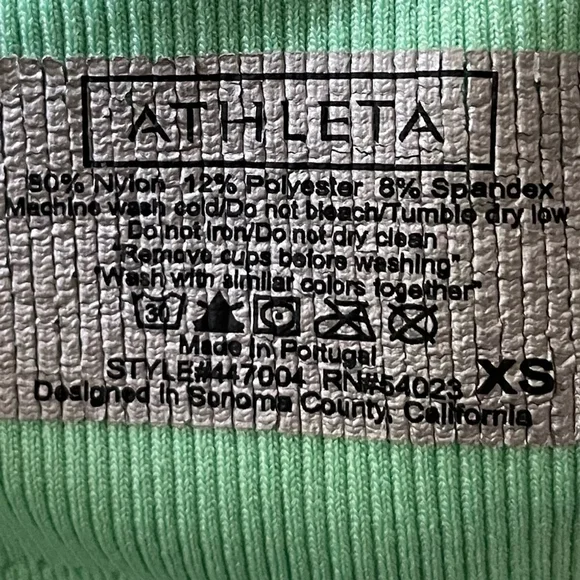 ATHLETA
80% Nylon 12% Polyester 8% Spandex
Machine wash cold/Do not bleach/Tumble dry low
Do not iron/Do not dry clean
"Remove cups before washing"
"Wash with similar colors together"
30
Made in Portugal
STYLE#447004 RN#54023 XS
Designed in Sonoma County, California